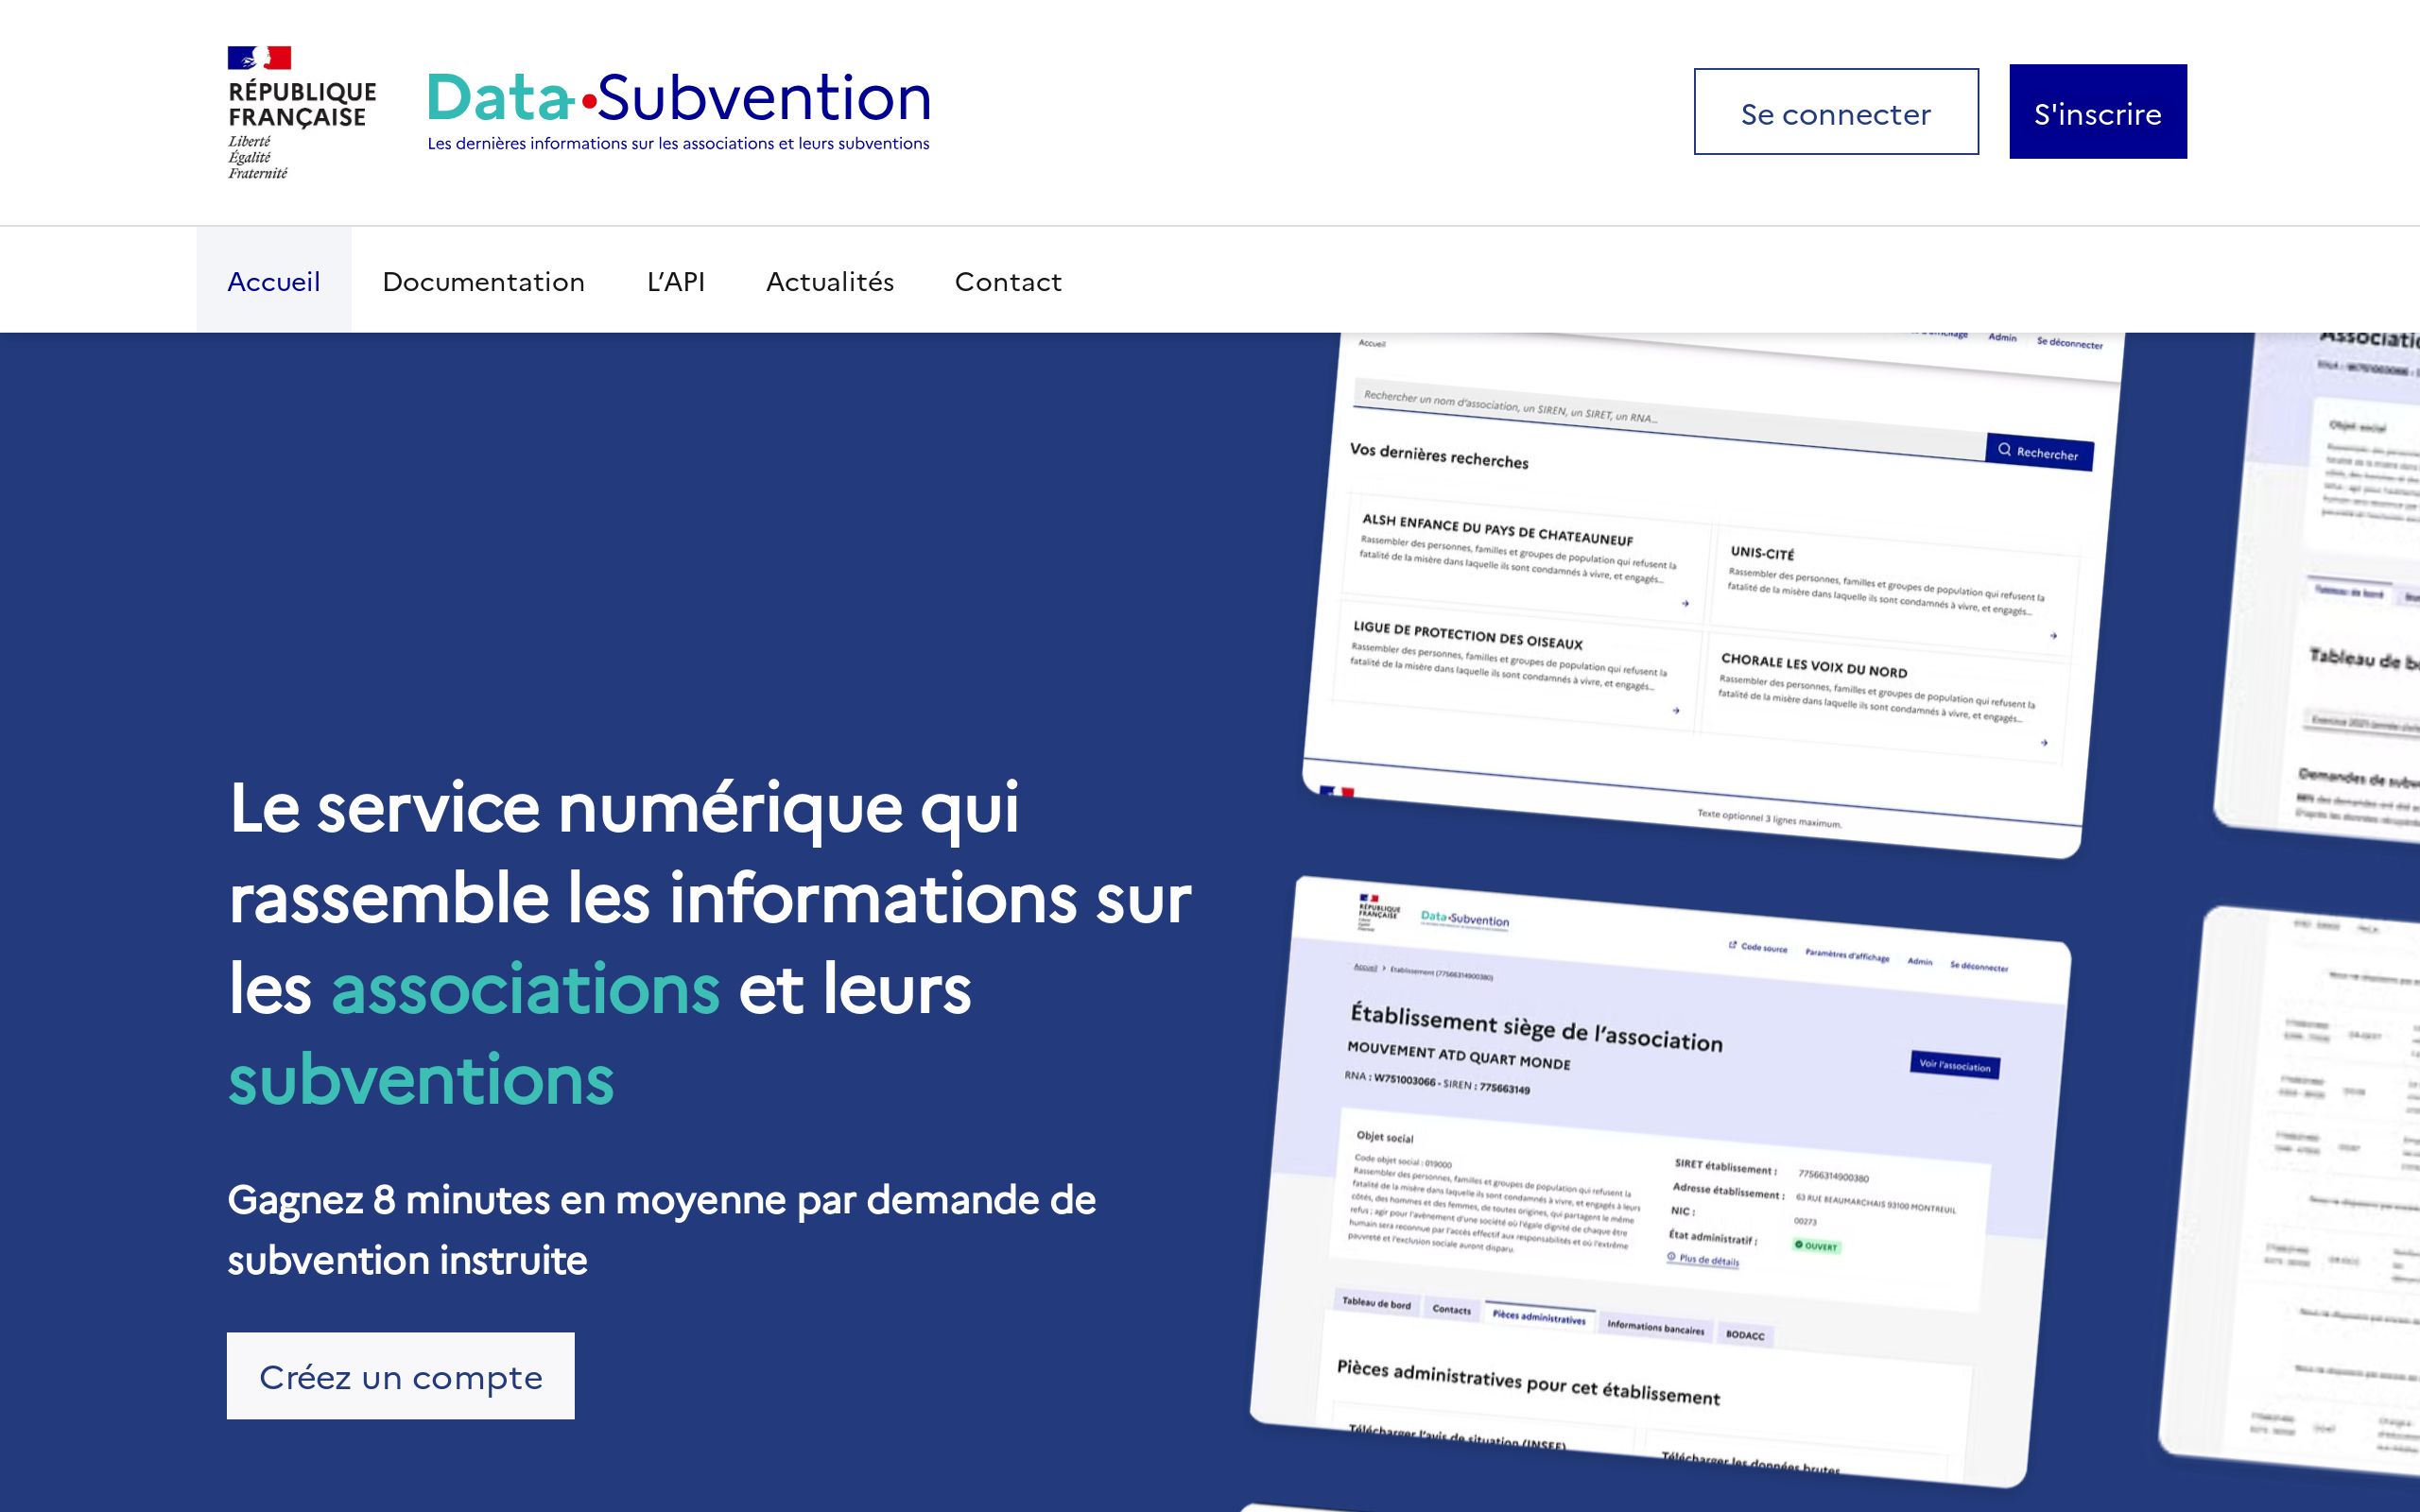 RÉPUBLIQUE
FRANÇAISE
Liberté
Égalité
Fraternité
Data•Subvention
Les dernières informations sur les associations et leurs subventions
Se connecter
S'inscrire
Accueil
Documentation
L’API
Actualités
Contact
Le service numérique qui
rassemble les informations sur
les associations et leurs
subventions
Gagnez 8 minutes en moyenne par demande de
subvention instruite
Créez un compte
Admin
Se déconnecter
Accueil
Rechercher un nom d’association, un SIREN, un SIRET, un RNA...
Rechercher
Vos dernières recherches
ALSH ENFANCE DU PAYS DE CHATEAUNEUF
Rassembler des personnes, familles et groupes de population qui refusent la
fatalité de la misère dans laquelle ils sont condamnés à vivre, et engagés...
UNIS-CITÉ
Rassembler des personnes, familles et groupes de population qui refusent la
fatalité de la misère dans laquelle ils sont condamnés à vivre, et engagés...
LIGUE DE PROTECTION DES OISEAUX
Rassembler des personnes, familles et groupes de population qui refusent la
fatalité de la misère dans laquelle ils sont condamnés à vivre, et engagés...
CHORALE LES VOIX DU NORD
Rassembler des personnes, familles et groupes de population qui refusent la
fatalité de la misère dans laquelle ils sont condamnés à vivre, et engagés...
Texte optionnel 3 lignes maximum.
RÉPUBLIQUE
FRANÇAISE
Data•Subvention
Code source
Paramètres d’affichage
Admin
Se déconnecter
Accueil > Etablissement (77566314900380)
Établissement siège de l’association
MOUVEMENT ATD QUART MONDE
RNA : W751003066 - SIREN : 775663149
Voir l’association
Objet social
Code objet social : 019000
Rassembler des personnes, familles et groupes de population qui refusent la
fatalité de la misère dans laquelle ils sont condamnés à vivre, et engagés à leurs
côtés, des hommes et des femmes, de toutes origines, qui partagent le même
refus ; agir pour l’avènement d’une société où l’égale dignité de chaque être
humain sera reconnue par l’accès effectif aux responsabilités et où l’extrême
pauvreté et l’exclusion sociale auront disparu.
SIRET établissement : 77566314900380
Adresse établissement : 63 RUE BEAUMARCHAIS 93100 MONTREUIL
NIC : 00273
État administratif : OUVERT
Plus de détails
Tableau de bord
Contacts
Pièces administratives
Informations bancaires
BODACC
Pièces administratives pour cet établissement
Télécharger l’avis de situation (INSEE)
Télécharger les données brutes
Associati
Objet social
Tableau de bord
Tableau de b
Demandes de subv